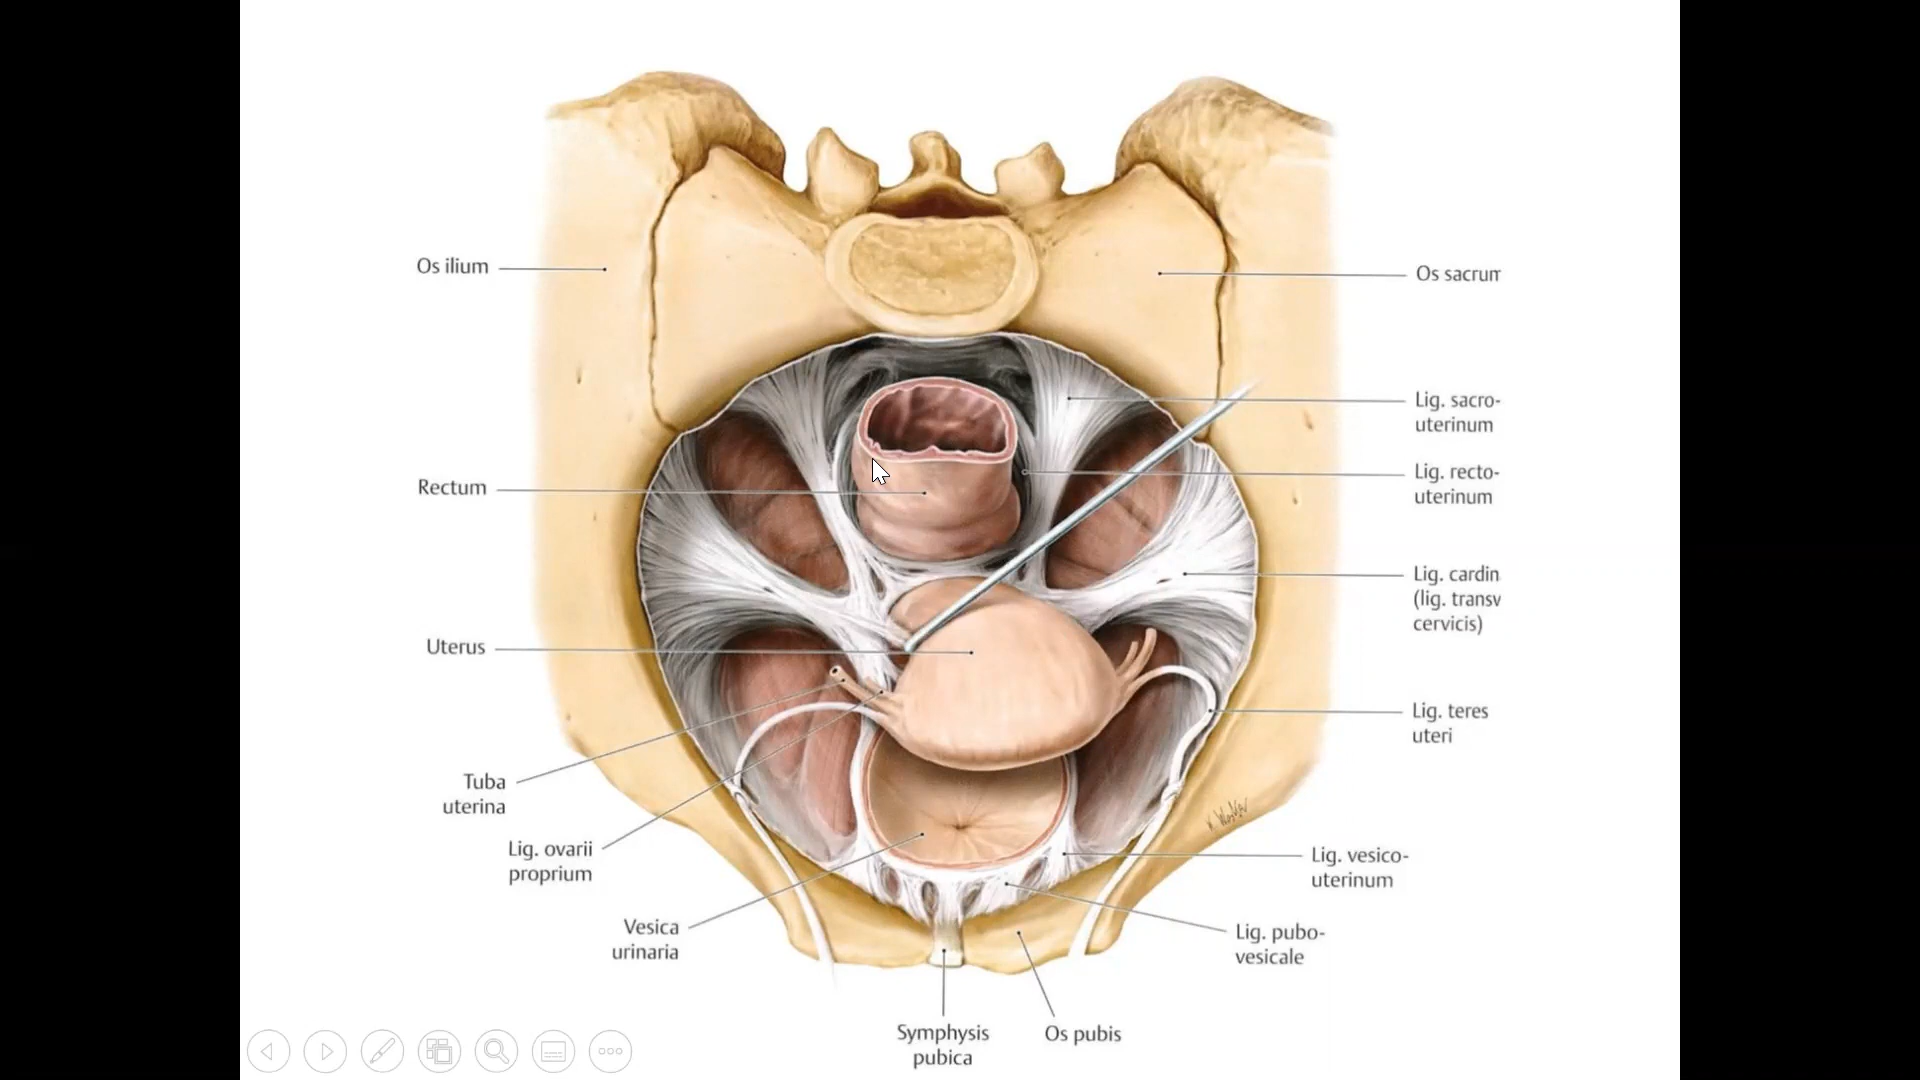 Os ilium
Os sacrum
Lig. sacro-
uterinum
Lig. recto-
uterinum
Rectum
Lig. cardin
(lig. transv
cervicis)
Uterus
Lig. teres
uteri
Tuba
uterina
Lig. ovarii
proprium
Lig. vesico-
uterinum
Vesica
urinaria
Lig. pubo-
vesicale
Symphysis
pubica
Os pubis